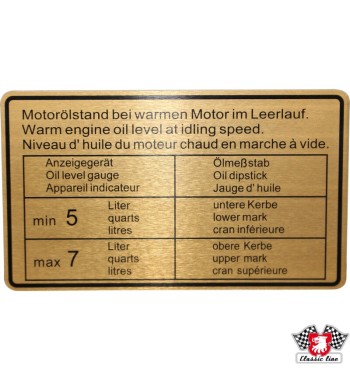 Motorölstand bei warmen Motor im Leerlauf.
Warm engine oil level at idling speed.
Niveau d' huile du moteur chaud en marche à vide.
Anzeigegerät
Oil level gauge
Appareil indicateur
Ölmeßstab
Oil dipstick
Jauge d' huile
min 5
Liter
quarts
litres
untere Kerbe
lower mark
cran inférieure
max 7
Liter
quarts
litres
obere Kerbe
upper mark
cran supérieure
Classic line